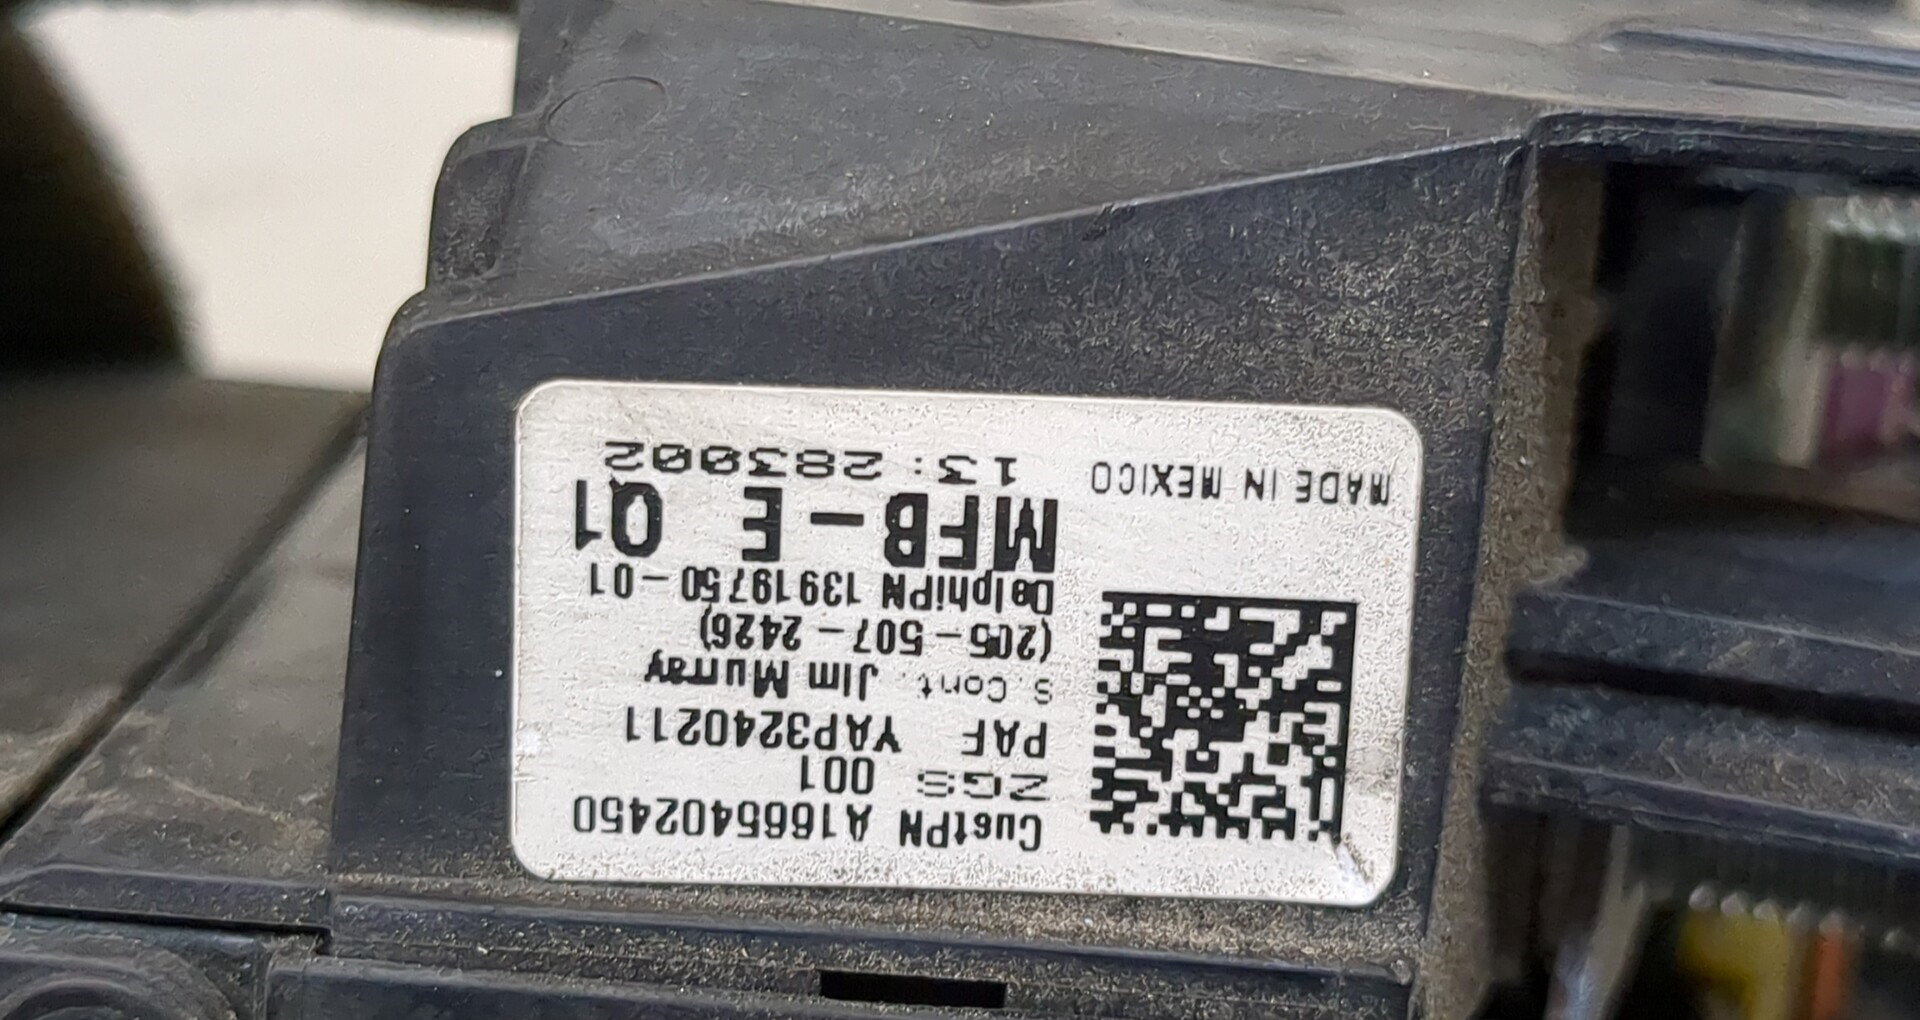 CustPN A1665402450
ZGS 001
PAF YAP3240211
S. Cont. Jim Murray
(205-507-2426)
DelphiPN 13919750-01
MFB-E Q1
13:283002
MADE IN MEXICO